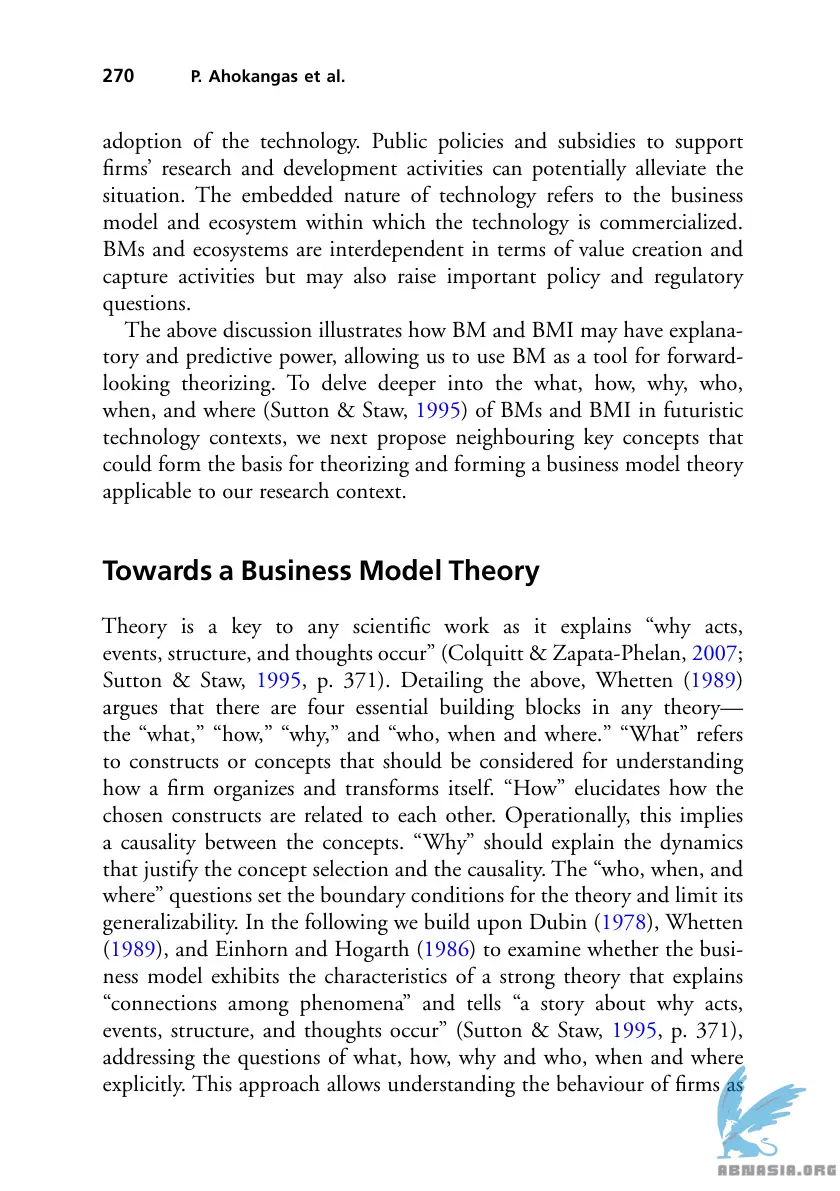 270 P. Ahokangas et al.
adoption of the technology. Public policies and subsidies to support
firms’ research and development activities can potentially alleviate the
situation. The embedded nature of technology refers to the business
model and ecosystem within which the technology is commercialized.
BMs and ecosystems are interdependent in terms of value creation and
capture activities but may also raise important policy and regulatory
questions.
The above discussion illustrates how BM and BMI may have explana-
tory and predictive power, allowing us to use BM as a tool for forward-
looking theorizing. To delve deeper into the what, how, why, who,
when, and where (Sutton & Staw, 1995) of BMs and BMI in futuristic
technology contexts, we next propose neighbouring key concepts that
could form the basis for theorizing and forming a business model theory
applicable to our research context.
Towards a Business Model Theory
Theory is a key to any scientific work as it explains “why acts,
events, structure, and thoughts occur” (Colquitt & Zapata-Phelan, 2007;
Sutton & Staw, 1995, p. 371). Detailing the above, Whetten (1989)
argues that there are four essential building blocks in any theory—
the “what,” “how,” “why,” and “who, when and where.” “What” refers
to constructs or concepts that should be considered for understanding
how a firm organizes and transforms itself. “How” elucidates how the
chosen constructs are related to each other. Operationally, this implies
a causality between the concepts. “Why” should explain the dynamics
that justify the concept selection and the causality. The “who, when, and
where” questions set the boundary conditions for the theory and limit its
generalizability. In the following we build upon Dubin (1978), Whetten
(1989), and Einhorn and Hogarth (1986) to examine whether the busi-
ness model exhibits the characteristics of a strong theory that explains
“connections among phenomena” and tells “a story about why acts,
events, structure, and thoughts occur” (Sutton & Staw, 1995, p. 371),
addressing the questions of what, how, why and who, when and where
explicitly. This approach allows understanding the behaviour of firms as
ABNASIA.ORG